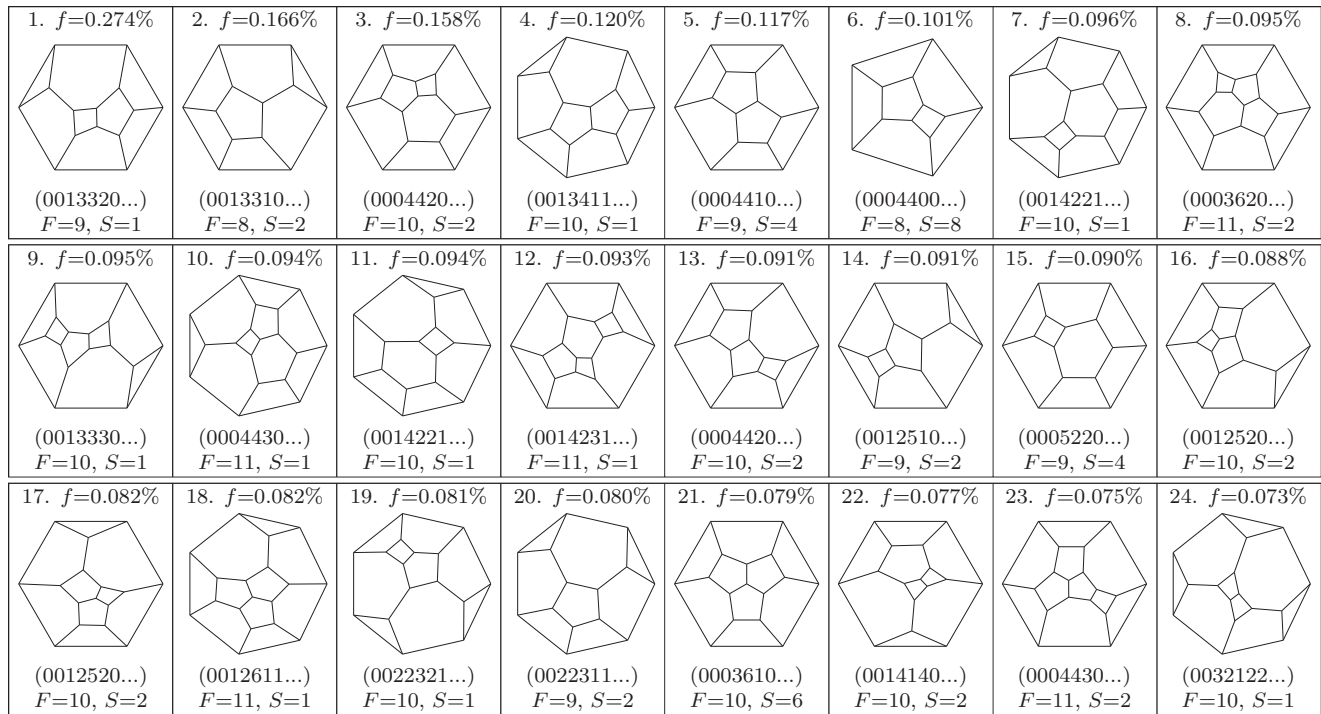 1. f=0.274%
2. f=0.166%
3. f=0.158%
4. f=0.120%
5. f=0.117%
6. f=0.101%
7. f=0.096%
8. f=0.095%
(0013320...)
(0013310...)
(0004420...)
(0013411...)
(0004410...)
(0004400...)
(0014221...)
(0003620...)
F=9, S=1
F=8, S=2
F=10, S=2
F=10, S=1
F=9, S=4
F=8, S=8
F=10, S=1
F=11, S=2
9. f=0.095%
10. f=0.094%
11. f=0.094%
12. f=0.093%
13. f=0.091%
14. f=0.091%
15. f=0.090%
16. f=0.088%
(0013330...)
(0004430...)
(0014221...)
(0014231...)
(0004420...)
(0012510...)
(0005220...)
(0012520...)
F=10, S=1
F=11, S=1
F=10, S=1
F=11, S=1
F=10, S=2
F=9, S=2
F=9, S=4
F=10, S=2
17. f=0.082%
18. f=0.082%
19. f=0.081%
20. f=0.080%
21. f=0.079%
22. f=0.077%
23. f=0.075%
24. f=0.073%
(0012520...)
(0012611...)
(0022321...)
(0022311...)
(0003610...)
(0014140...)
(0004430...)
(0032122...)
F=10, S=2
F=11, S=1
F=10, S=1
F=9, S=2
F=10, S=6
F=10, S=2
F=11, S=2
F=10, S=1